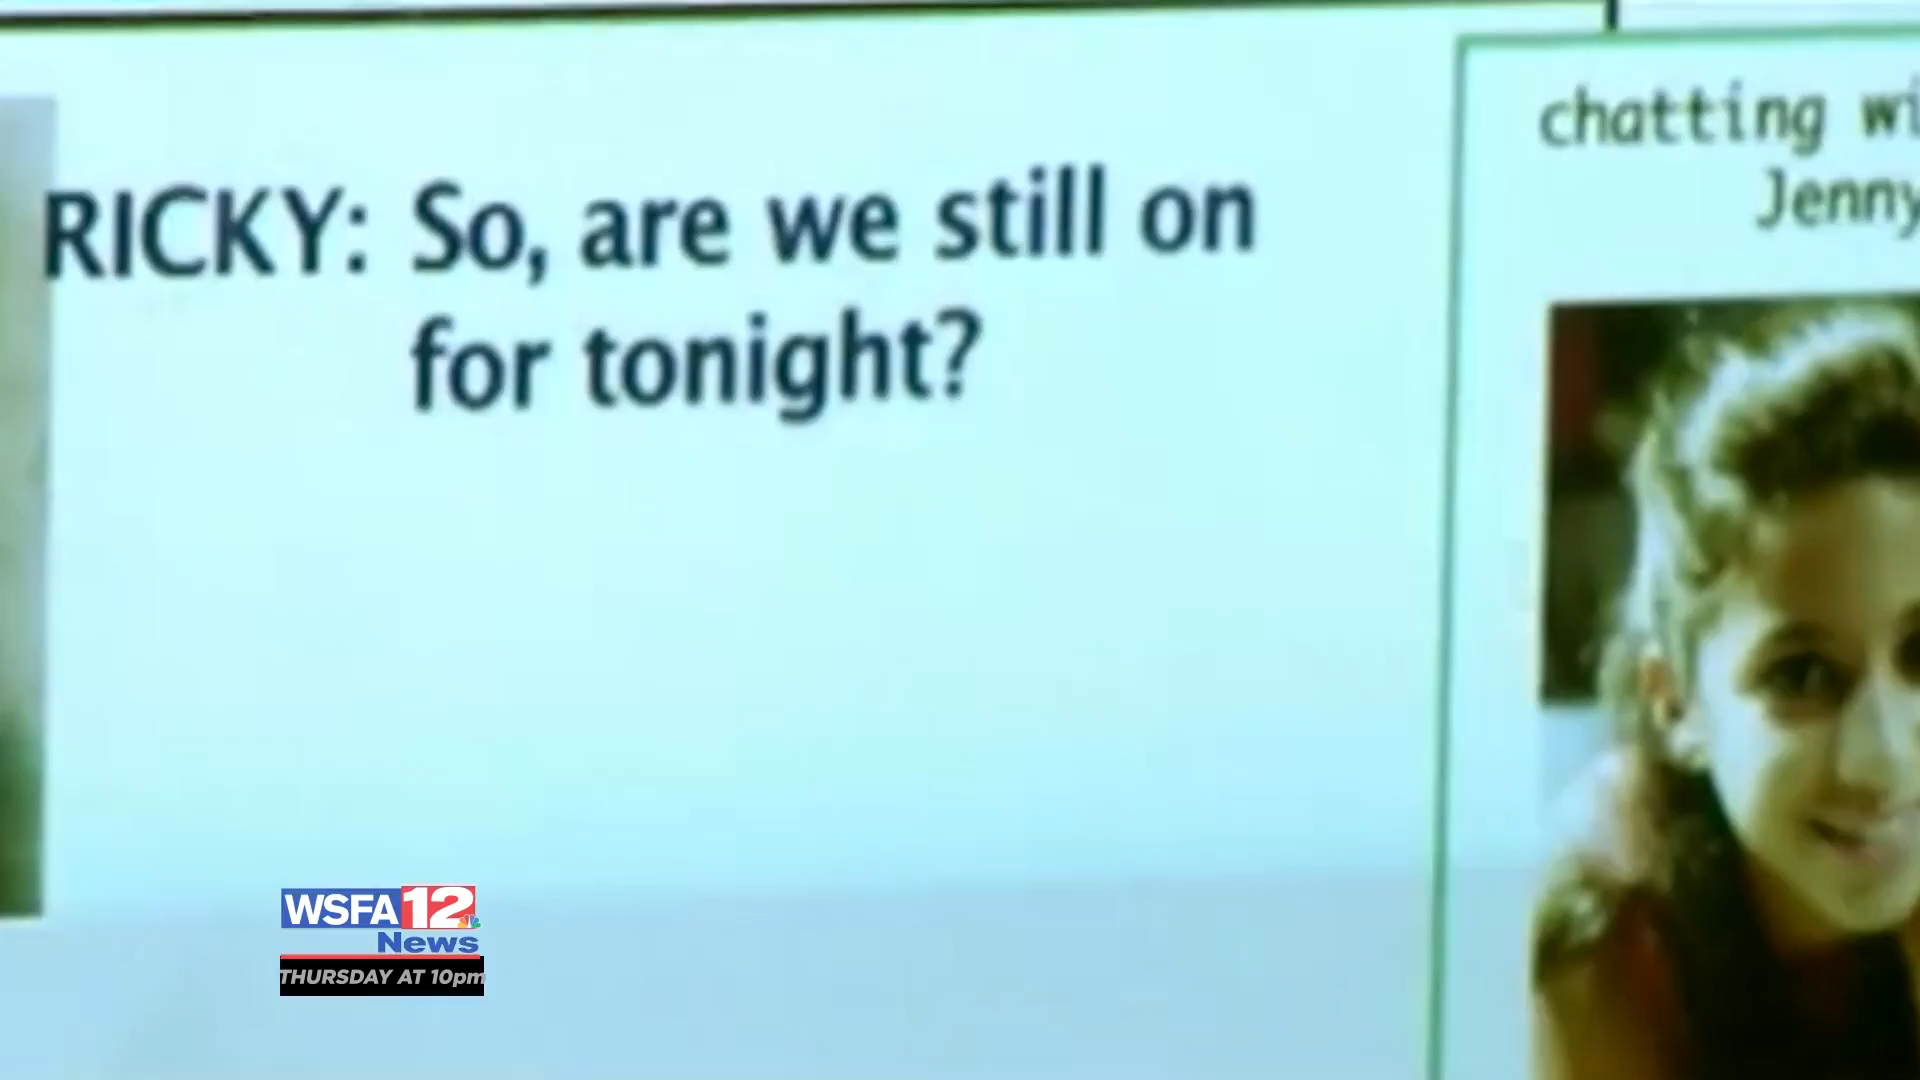 RICKY: So, are we still on
for tonight?
chatting wi
Jenny
WSFA 12
News
THURSDAY AT 10pm